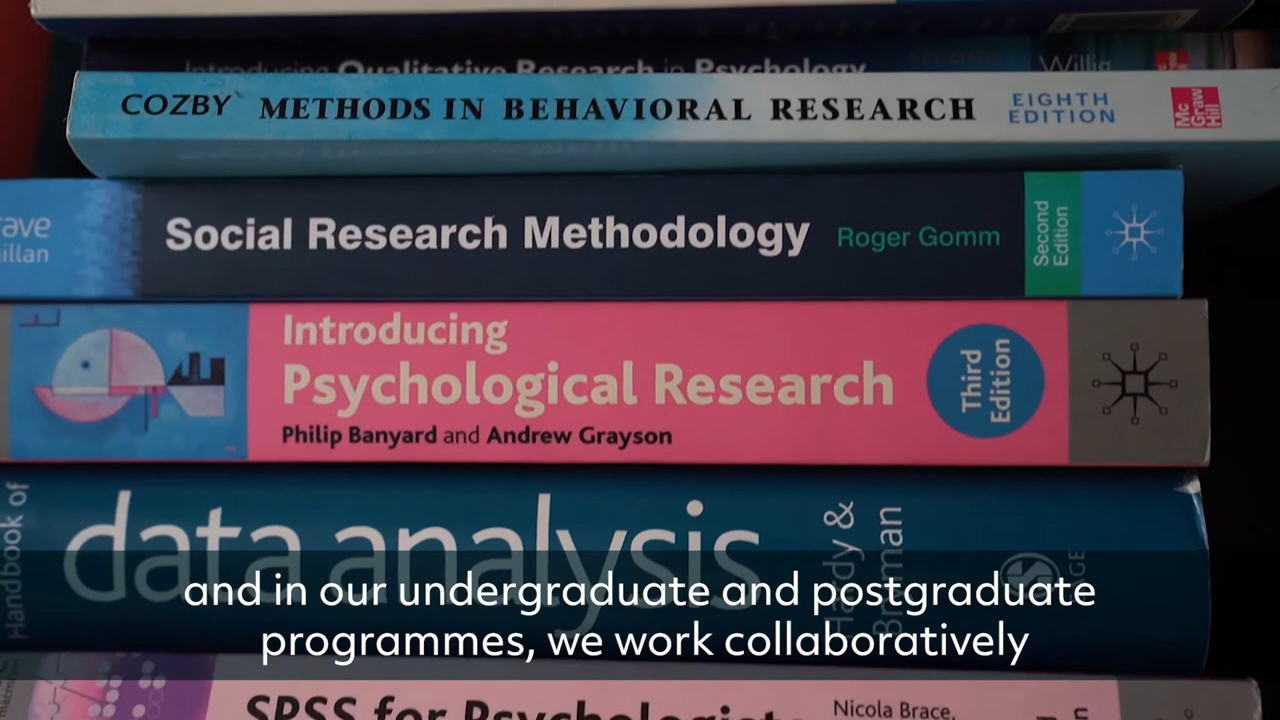 Introducing Qualitative Research in Psychology Willig
COZBY METHODS IN BEHAVIORAL RESEARCH EIGHTH EDITION Mc Graw Hill
rave
millan
Social Research Methodology Roger Gomm Second Edition
Introducing
Psychological Research
Philip Banyard and Andrew Grayson
Third Edition
Handbook of data analysis Hardy & Bryman
and in our undergraduate and postgraduate
programmes, we work collaboratively
SPSS for Psychologists Nicola Brace,